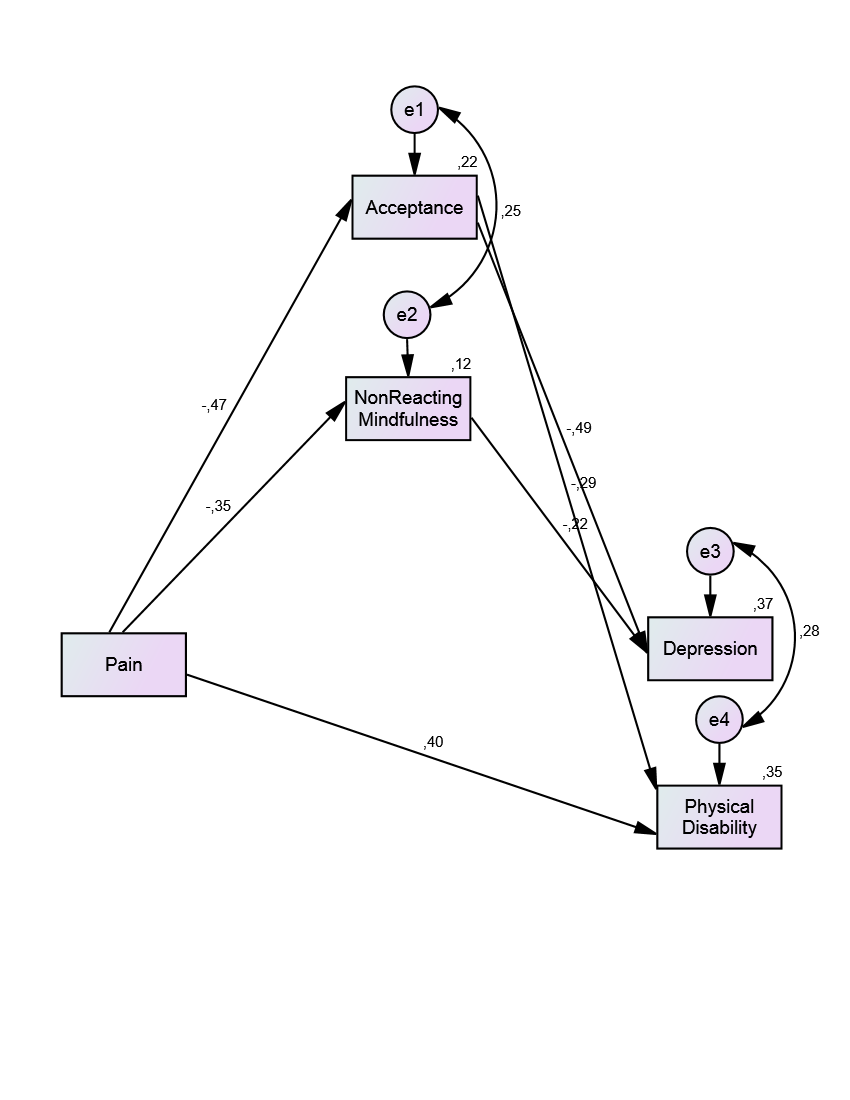 e1
,22
Acceptance
,25
e2
,12
NonReacting
Mindfulness
-,47
-,49
-,29
-,35
-,22
e3
,37
,28
Depression
Pain
e4
,40
,35
Physical
Disability